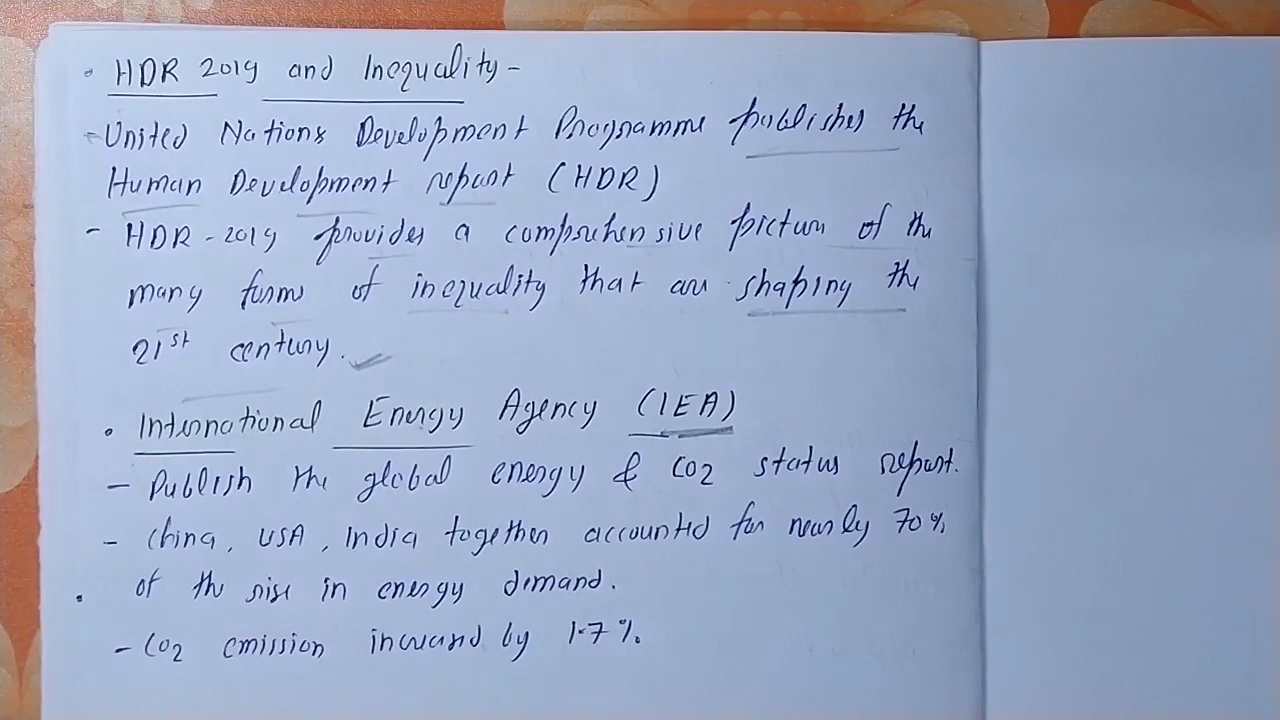 • HDR 2019 and Inequality -
- United Nations Development Programme publishes the
Human Development report (HDR)
- HDR - 2019 provides a comprehensive picture of the
many forms of inequality that are shaping the
21st century.
• International Energy Agency (IEA)
- Publish the global energy & CO2 status report.
- China, USA, India together accounted for nearly 70%
of the rise in energy demand.
- CO2 emission increased by 1.7%.